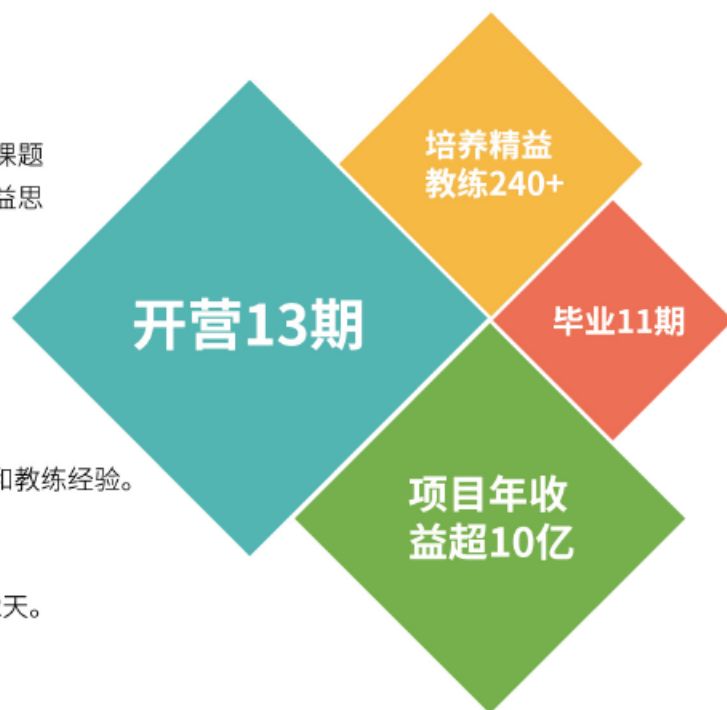 课题
益思
和教练经验。
天。
培养精益
教练240+
开营13期
毕业11期
项目年收
益超10亿